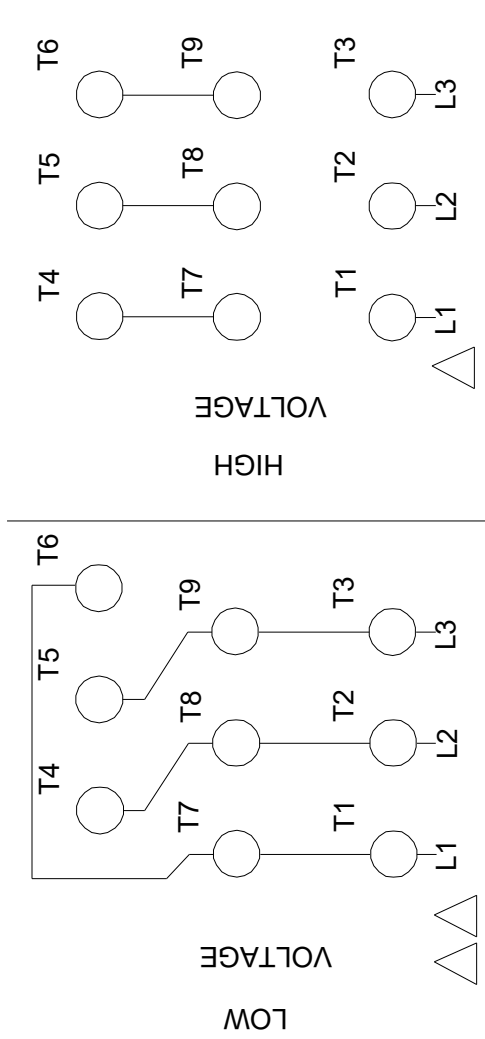 LOW
VOLTAGE
T4 T5 T6
T7 T8 T9
T1 T2 T3
L1 L2 L3
HIGH
VOLTAGE
T4 T5 T6
T7 T8 T9
T1 T2 T3
L1 L2 L3